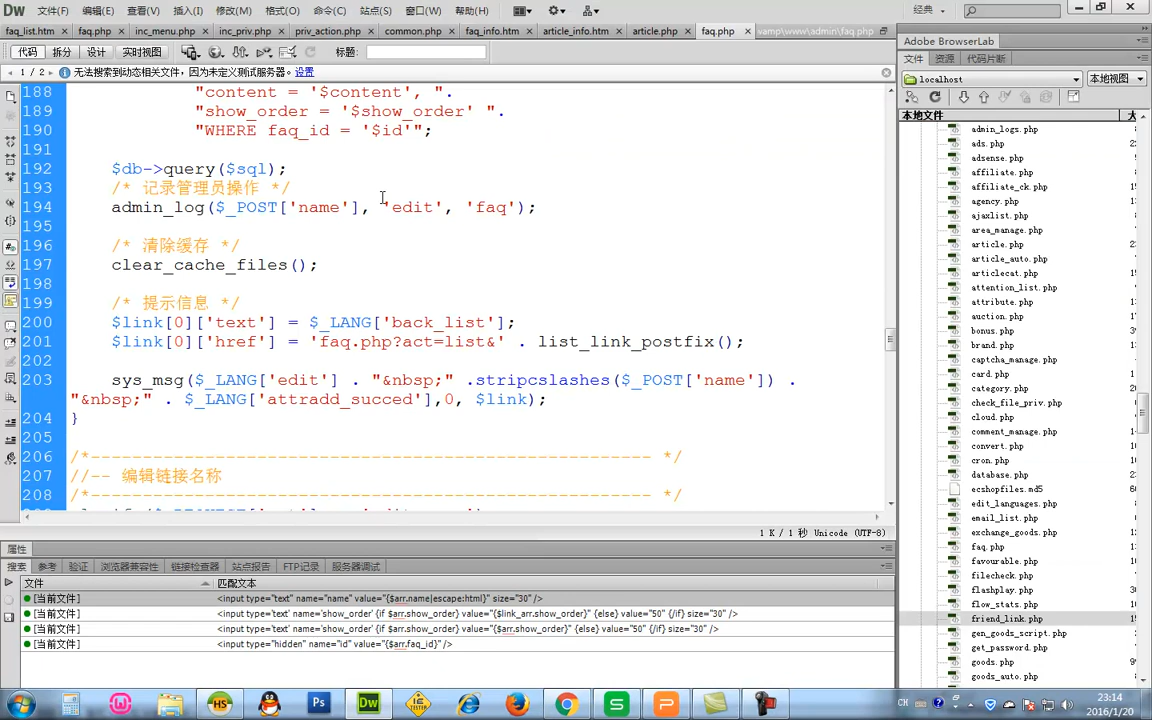 Dw 文件(F) 编辑(E) 查看(V) 插入(I) 修改(M) 格式(O) 命令(C) 站点(S) 窗口(W) 帮助(H) 经典
faq_list.htm × faq.php × inc_menu.php × inc_priv.php × priv_action.php × common.php × faq_info.htm × article_info.htm × article.php × faq.php × \wamp\www\admin\faq.php
代码 拆分 设计 实时视图 标题:
1 / 2 无法搜索到动态相关文件，因为未定义测试服务器。 设置
188 "content = '$content', ".
189 "show_order = '$show_order' ".
190 "WHERE faq_id = '$id'";
191
192 $db->query($sql);
193 /* 记录管理员操作 */
194 admin_log($_POST['name'], 'edit', 'faq');
195
196 /* 清除缓存 */
197 clear_cache_files();
198
199 /* 提示信息 */
200 $link[0]['text'] = $_LANG['back_list'];
201 $link[0]['href'] = 'faq.php?act=list&' . list_link_postfix();
202
203 sys_msg($_LANG['edit'] . "&nbsp;" .stripcslashes($_POST['name']) .
"&nbsp;" . $_LANG['attradd_succed'],0, $link);
204 }
205
206 /*------------------------------------------------------ */
207 //-- 编辑链接名称
208 /*------------------------------------------------------ */
1 K / 1 秒 Unicode (UTF-8)
属性
搜索 参考 验证 浏览器兼容性 链接检查器 站点报告 FTP记录 服务器调试
文件 匹配文本
[当前文件] <input type="text" name="name" value="{$arr.name|escape:html}" size="30" />
[当前文件] <input type="text" name="show_order" {if $arr.show_order} value="{$link_arr.show_order}" {else} value="50" {/if} size="30" />
[当前文件] <input type="text" name="show_order" {if $arr.show_order} value="{$arr.show_order}" {else} value="50" {/if} size="30" />
[当前文件] <input type="hidden" name="id" value="{$arr.faq_id}" />
Adobe BrowserLab
文件 资源 代码片断
localhost 本地视图
本地文件 大
admin_logs.php
ads.php 22
adsense.php
affiliate.php
affiliate_ck.php
agency.php
ajaxlist.php
area_manage.php
article.php
article_auto.php
articlecat.php
attention_list.php
attribute.php
auction.php
bonus.php
brand.php
captcha_manage.php
card.php
category.php
check_file_priv.php
cloud.php
comment_manage.php
convert.php
cron.php
database.php
ecshopfiles.md5
edit_languages.php
email_list.php
exchange_goods.php
faq.php
favourable.php
filecheck.php
flashplay.php
flow_stats.php
friend_link.php
gen_goods_script.php
get_password.php
goods.php
goods_auto.php
HS Ps Dw S P CH 23:14
2016/1/20